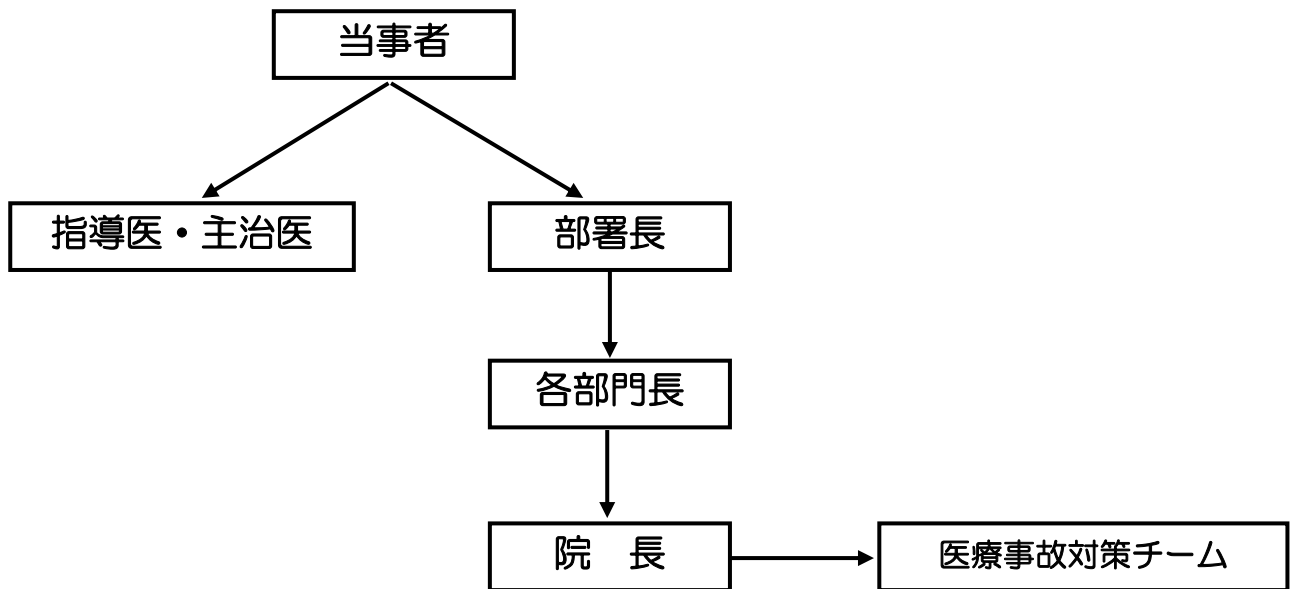 当事者
指導医・主治医
部署長
各部門長
院　長
医療事故対策チーム